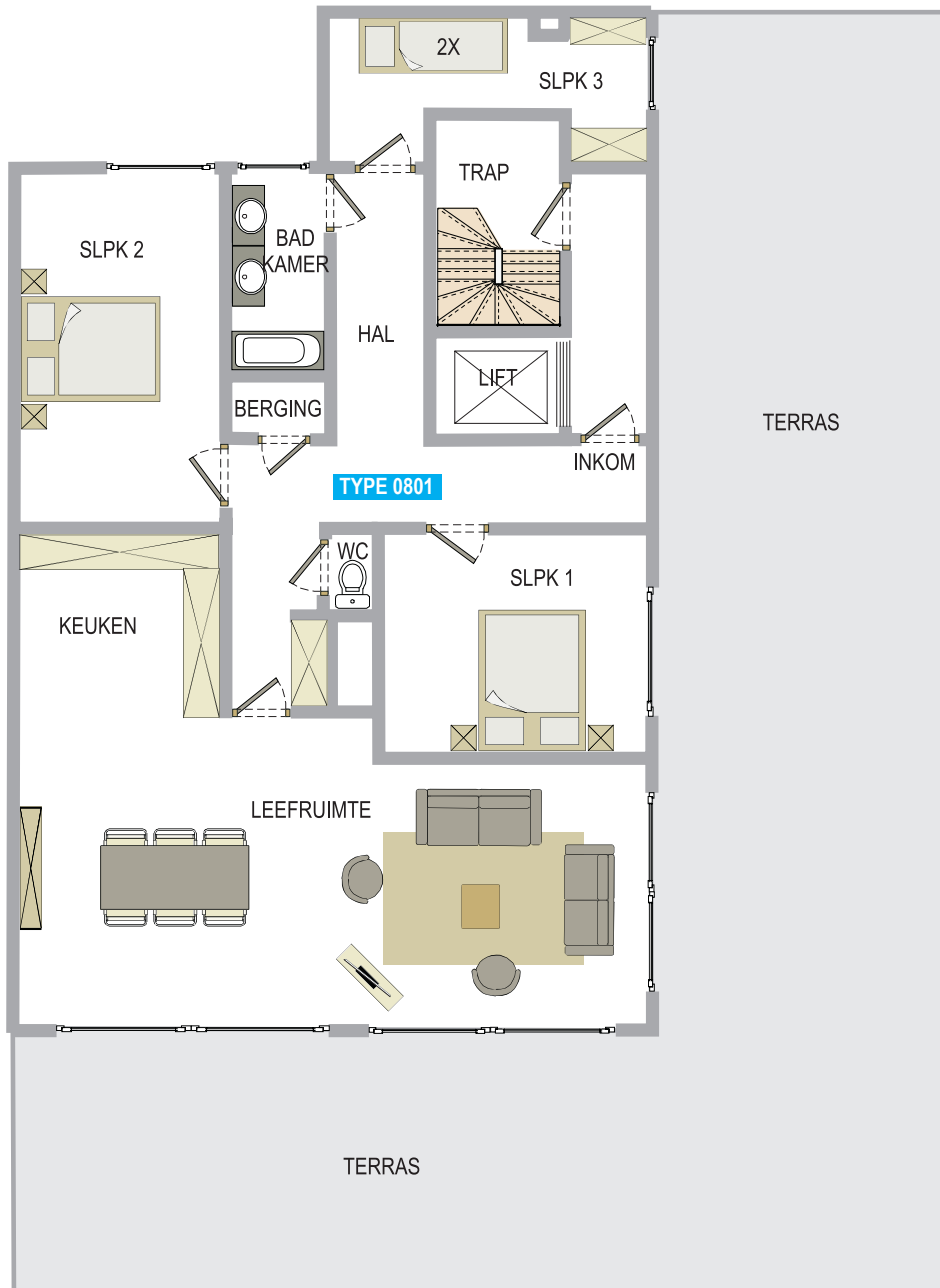 2X
SLPK 3
TRAP
SLPK 2
BAD
KAMER
HAL
LIFT
BERGING
TERRAS
INKOM
TYPE 0801
WC
SLPK 1
KEUKEN
LEEFRUIMTE
TERRAS